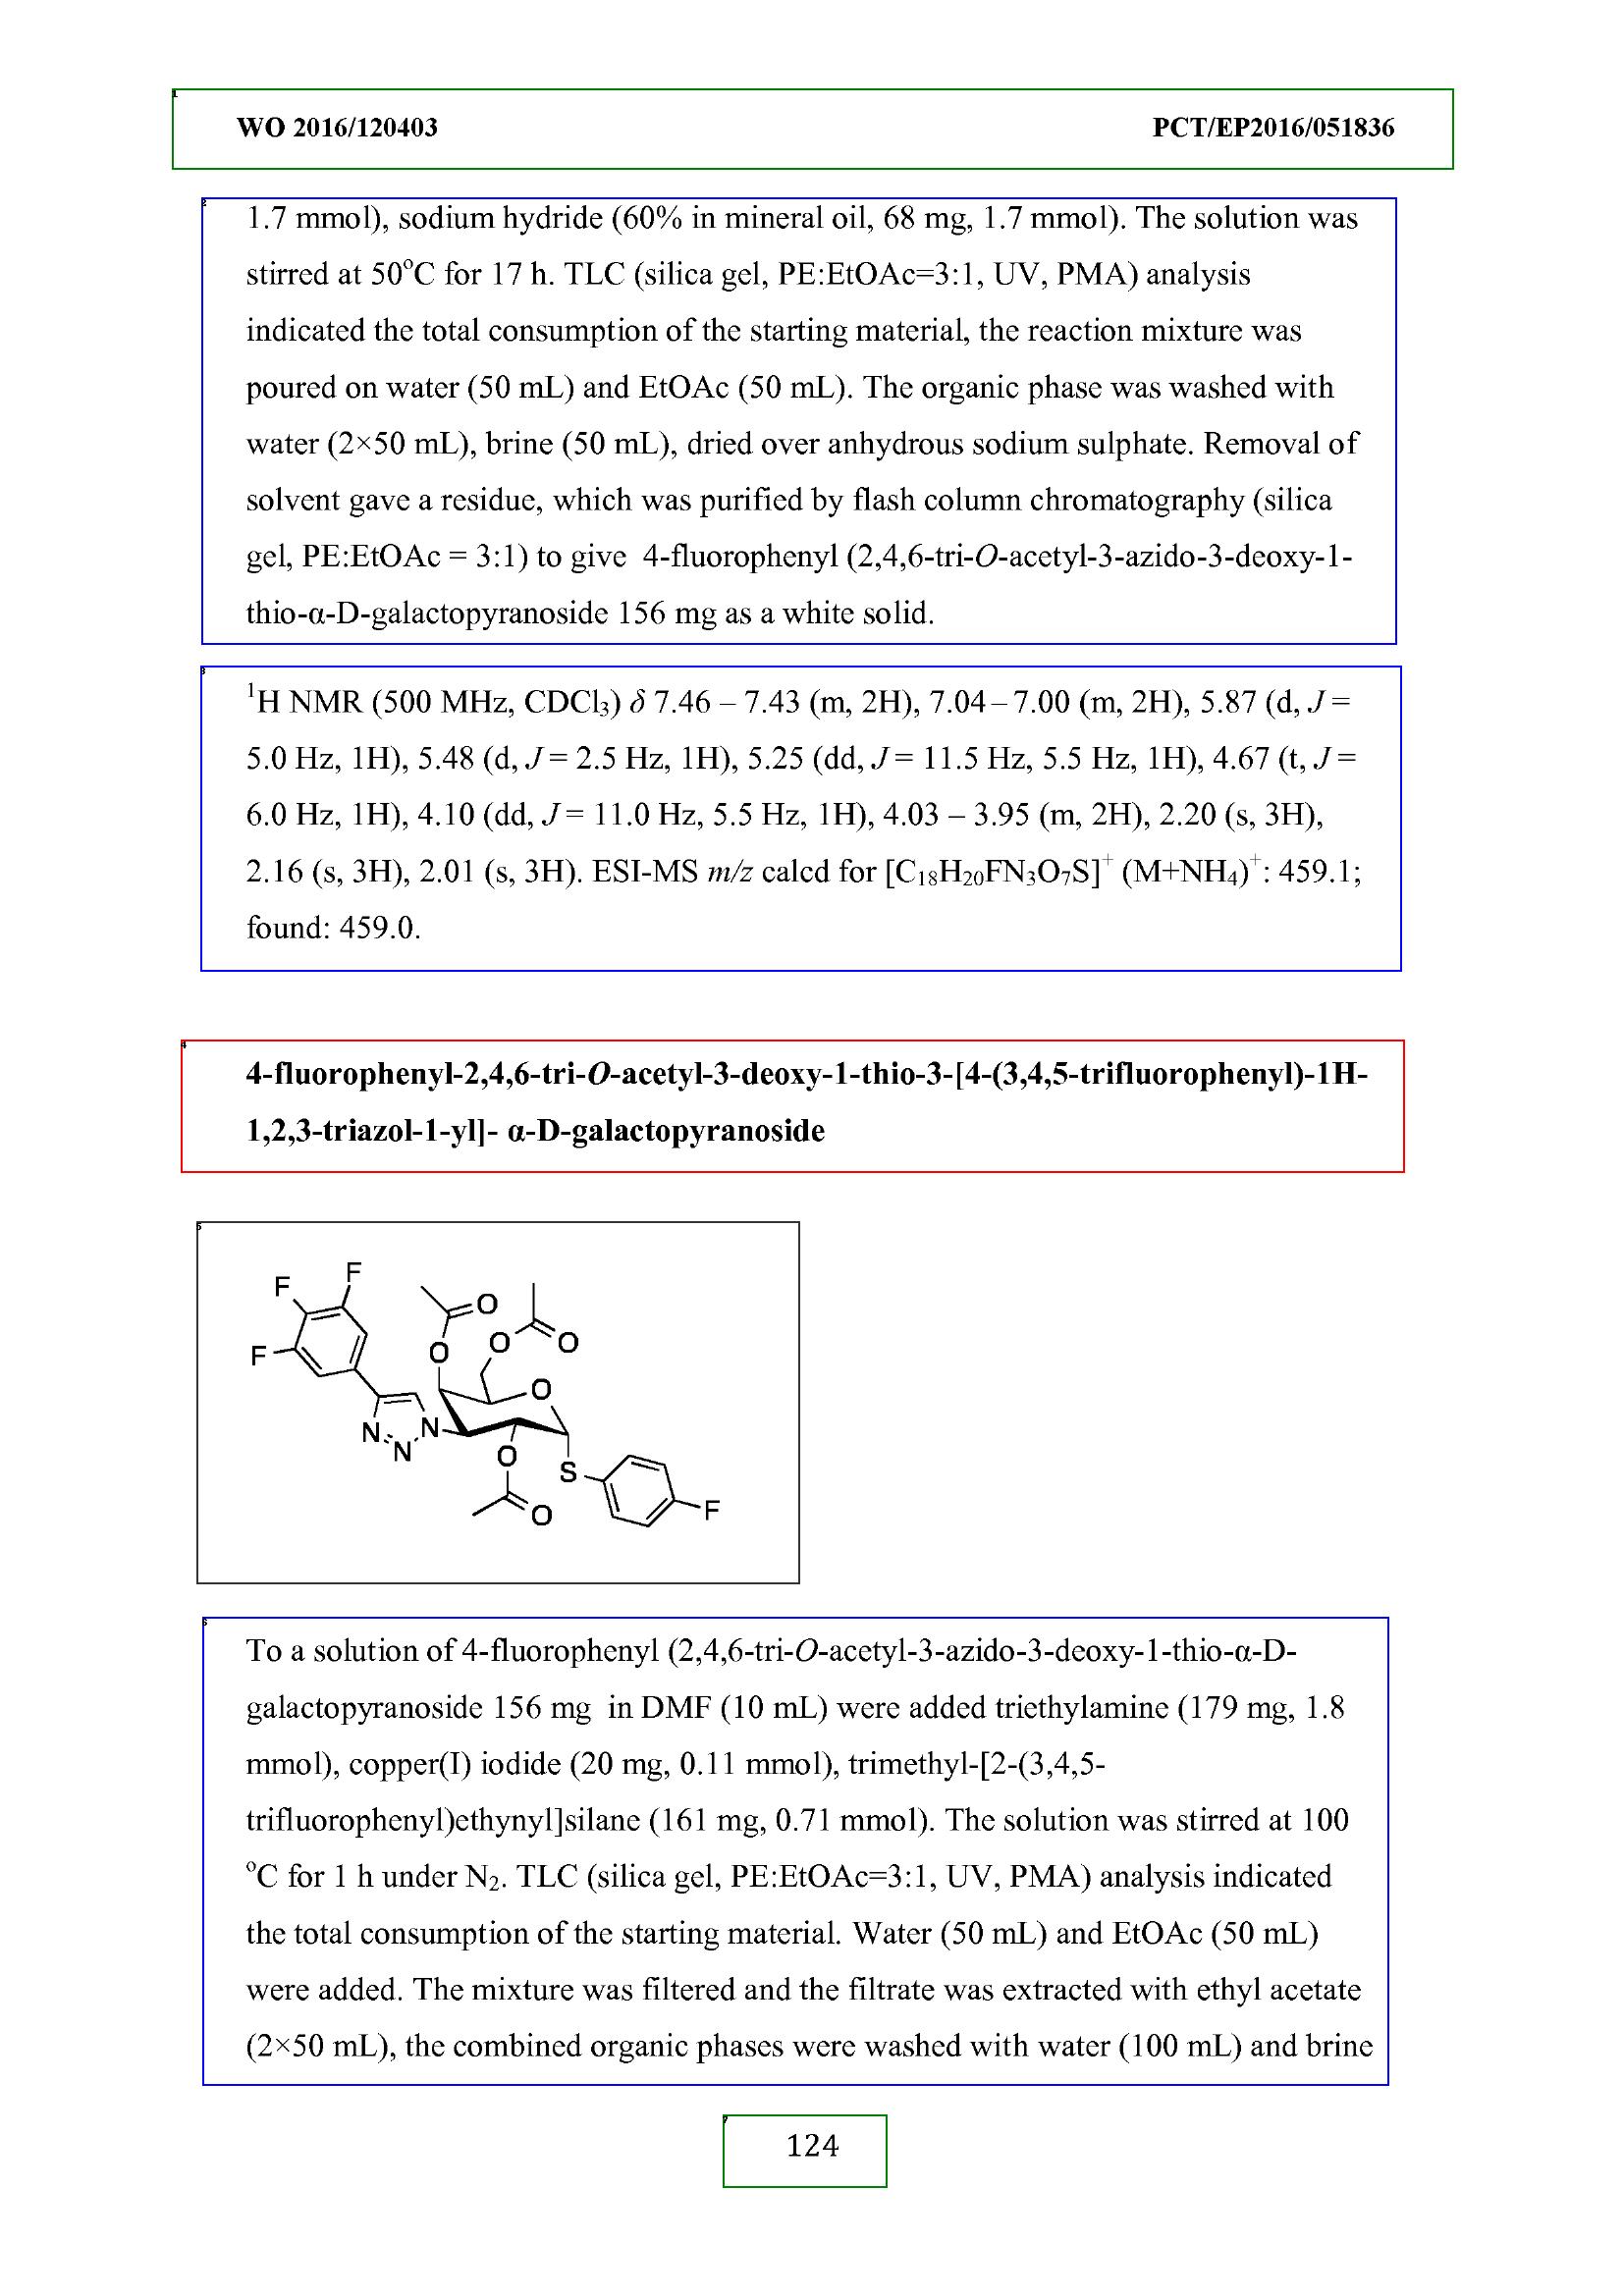 WO 2016/120403 PCT/EP2016/051836
1.7 mmol), sodium hydride (60% in mineral oil, 68 mg, 1.7 mmol). The solution was
stirred at 50°C for 17 h. TLC (silica gel, PE:EtOAc=3:1, UV, PMA) analysis
indicated the total consumption of the starting material, the reaction mixture was
poured on water (50 mL) and EtOAc (50 mL). The organic phase was washed with
water (2×50 mL), brine (50 mL), dried over anhydrous sodium sulphate. Removal of
solvent gave a residue, which was purified by flash column chromatography (silica
gel, PE:EtOAc = 3:1) to give 4-fluorophenyl (2,4,6-tri-O-acetyl-3-azido-3-deoxy-1-
thio-α-D-galactopyranoside 156 mg as a white solid.
¹H NMR (500 MHz, CDCl₃) δ 7.46 – 7.43 (m, 2H), 7.04 – 7.00 (m, 2H), 5.87 (d, J =
5.0 Hz, 1H), 5.48 (d, J = 2.5 Hz, 1H), 5.25 (dd, J = 11.5 Hz, 5.5 Hz, 1H), 4.67 (t, J =
6.0 Hz, 1H), 4.10 (dd, J = 11.0 Hz, 5.5 Hz, 1H), 4.03 – 3.95 (m, 2H), 2.20 (s, 3H),
2.16 (s, 3H), 2.01 (s, 3H). ESI-MS m/z calcd for [C₁₈H₂₀FN₃O₇S]⁺ (M+NH₄)⁺: 459.1;
found: 459.0.
4-fluorophenyl-2,4,6-tri-O-acetyl-3-deoxy-1-thio-3-[4-(3,4,5-trifluorophenyl)-1H-
1,2,3-triazol-1-yl]- α-D-galactopyranoside
F F
O
O O
F O
O
N N
N
O
S
O F
To a solution of 4-fluorophenyl (2,4,6-tri-O-acetyl-3-azido-3-deoxy-1-thio-α-D-
galactopyranoside 156 mg in DMF (10 mL) were added triethylamine (179 mg, 1.8
mmol), copper(I) iodide (20 mg, 0.11 mmol), trimethyl-[2-(3,4,5-
trifluorophenyl)ethynyl]silane (161 mg, 0.71 mmol). The solution was stirred at 100
°C for 1 h under N₂. TLC (silica gel, PE:EtOAc=3:1, UV, PMA) analysis indicated
the total consumption of the starting material. Water (50 mL) and EtOAc (50 mL)
were added. The mixture was filtered and the filtrate was extracted with ethyl acetate
(2×50 mL), the combined organic phases were washed with water (100 mL) and brine
124